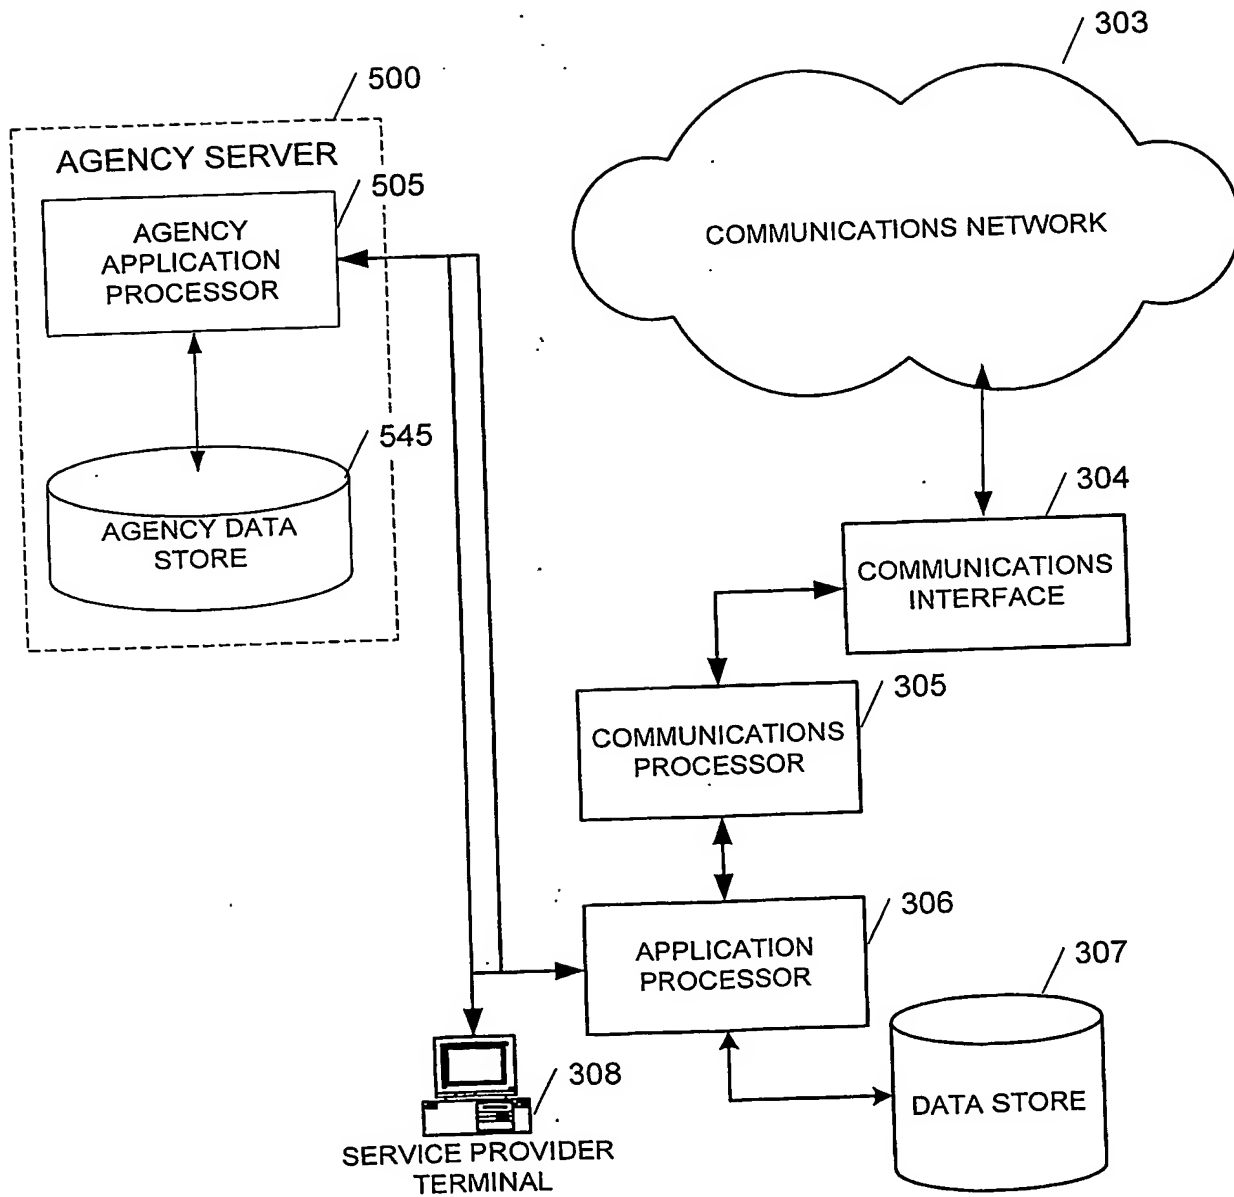 303
500
AGENCY SERVER
505
AGENCY
APPLICATION
PROCESSOR
COMMUNICATIONS NETWORK
545
AGENCY DATA
STORE
304
COMMUNICATIONS
INTERFACE
305
COMMUNICATIONS
PROCESSOR
306
APPLICATION
PROCESSOR
307
DATA STORE
308
SERVICE PROVIDER
TERMINAL